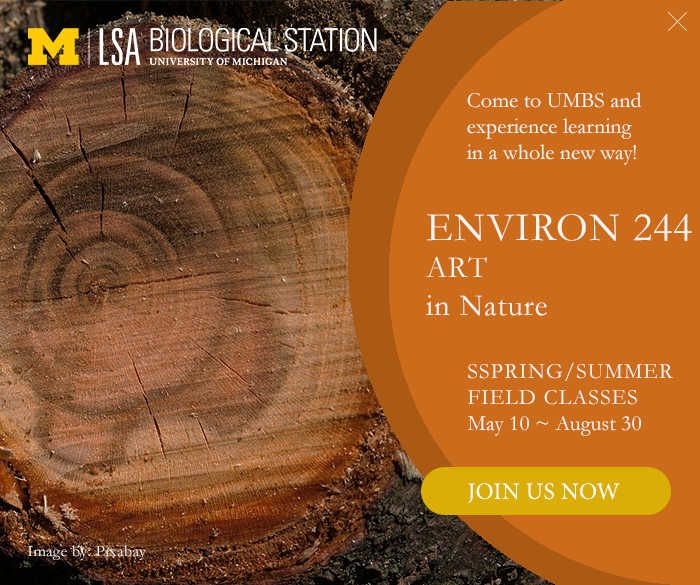 M LSA BIOLOGICAL STATION
UNIVERSITY OF MICHIGAN
Come to UMBS and
experience learning
in a whole new way!
ENVIRON 244
ART
in Nature
SSPRING/SUMMER
FIELD CLASSES
May 10 ~ August 30
JOIN US NOW
Image by: Pixabay